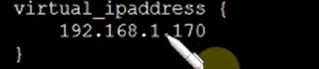 virtual_ipaddress {
192.168.1.170
}